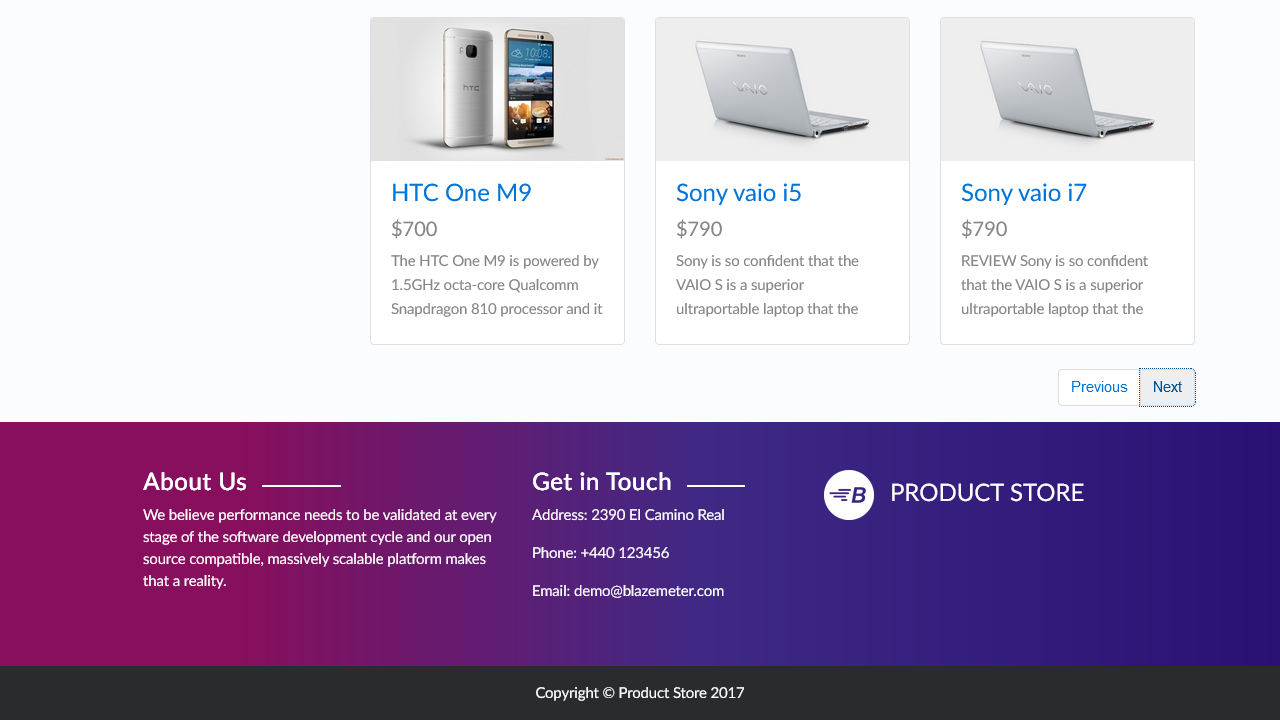 HTC One M9
$700
The HTC One M9 is powered by
1.5GHz octa-core Qualcomm
Snapdragon 810 processor and it
Sony vaio i5
$790
Sony is so confident that the
VAIO S is a superior
ultraportable laptop that the
Sony vaio i7
$790
REVIEW Sony is so confident
that the VAIO S is a superior
ultraportable laptop that the
Previous
Next
About Us
We believe performance needs to be validated at every
stage of the software development cycle and our open
source compatible, massively scalable platform makes
that a reality.
Get in Touch
Address: 2390 El Camino Real
Phone: +440 123456
Email: demo@blazemeter.com
B
PRODUCT STORE
Copyright © Product Store 2017
hTC
10:08
VAIO
VAIO